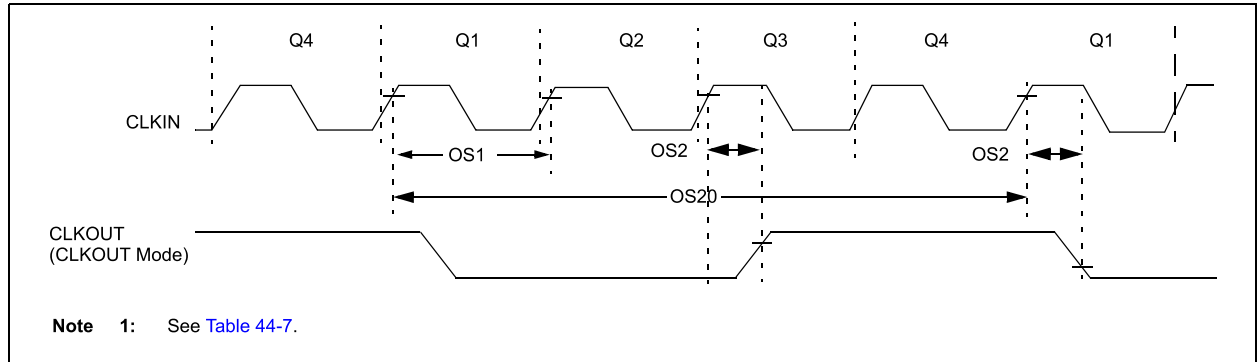 Q4 Q1 Q2 Q3 Q4 Q1
CLKIN
OS1 OS2 OS2
OS20
CLKOUT
(CLKOUT Mode)
Note 1: See Table 44-7.